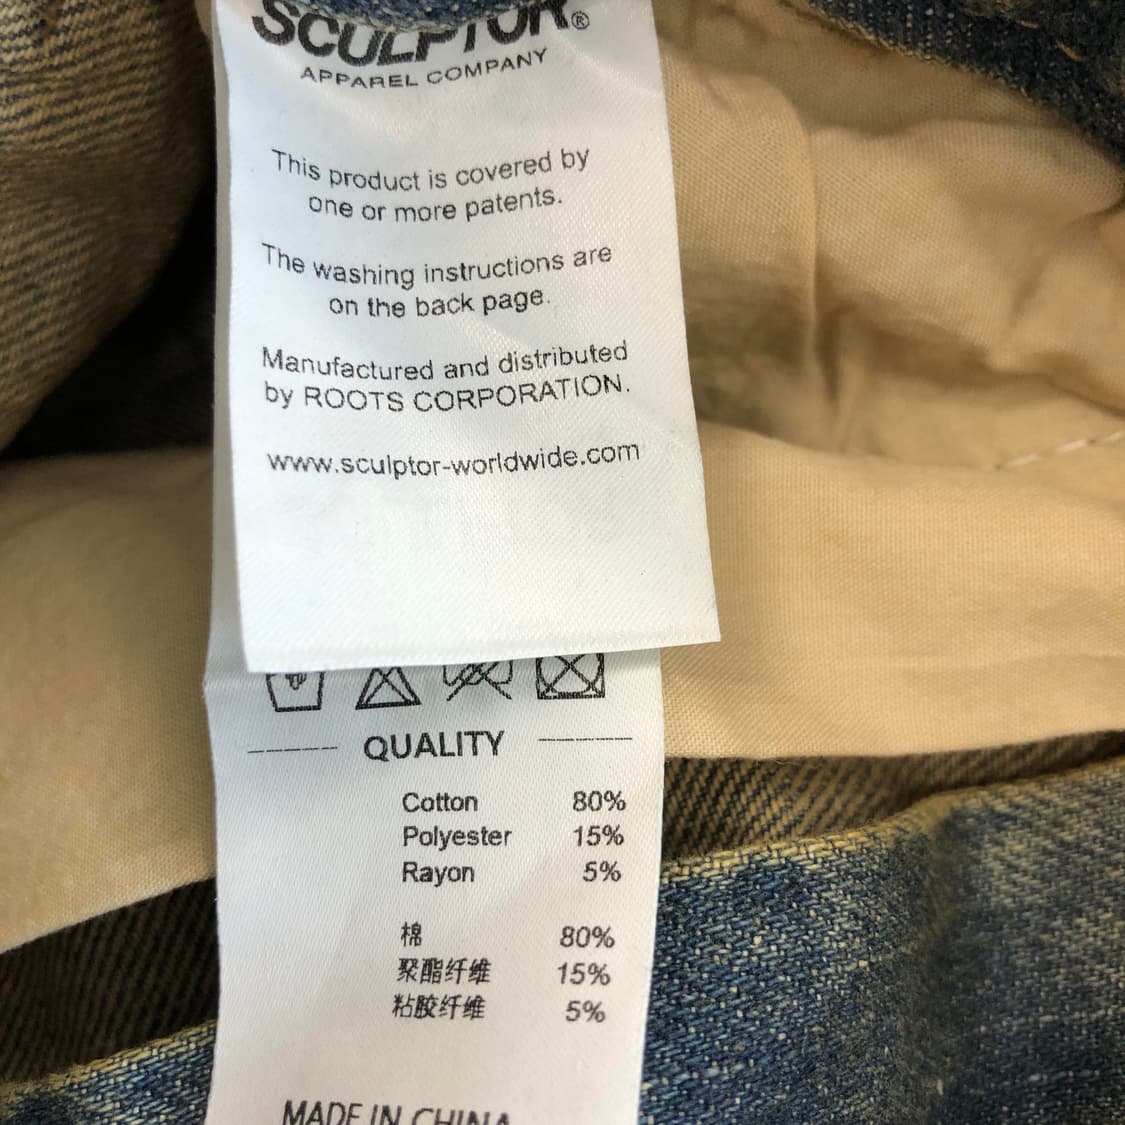 SCULPTOR®
APPAREL COMPANY
This product is covered by
one or more patents.
The washing instructions are
on the back page.
Manufactured and distributed
by ROOTS CORPORATION.
www.sculptor-worldwide.com
QUALITY
Cotton 80%
Polyester 15%
Rayon 5%
棉 80%
聚酯纤维 15%
粘胶纤维 5%
MADE IN CHINA